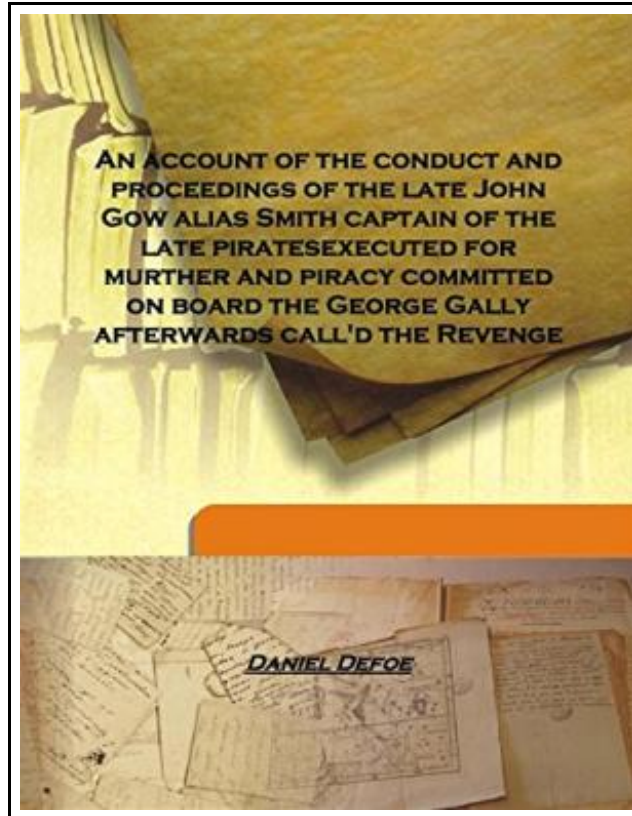 AN ACCOUNT OF THE CONDUCT AND
PROCEEDINGS OF THE LATE JOHN
GOW ALIAS SMITH CAPTAIN OF THE
LATE PIRATESEXECUTED FOR
MURTHER AND PIRACY COMMITTED
ON BOARD THE GEORGE GALLY
AFTERWARDS CALL'D THE REVENGE
DANIEL DEFOE